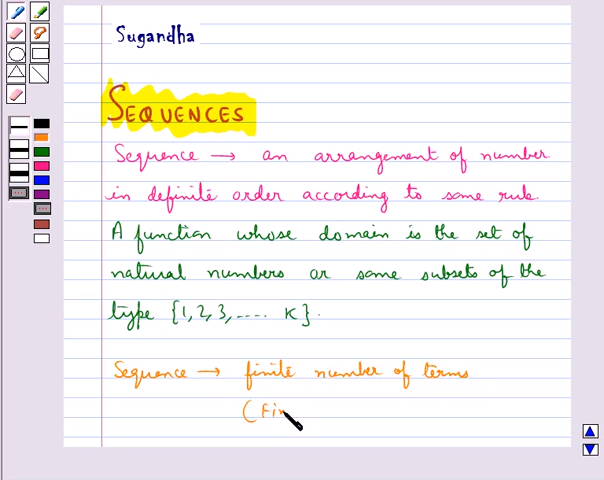 Sugandha
SEQUENCES
Sequence → an arrangement of number
in definite order according to some rule.
A function whose domain is the set of
natural numbers or some subsets of the
type {1, 2, 3, ..... K}.
Sequence → finite number of terms
(Fin